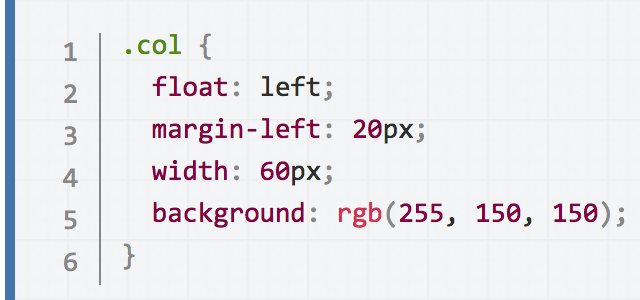 1 .col {
2 float: left;
3 margin-left: 20px;
4 width: 60px;
5 background: rgb(255, 150, 150);
6 }